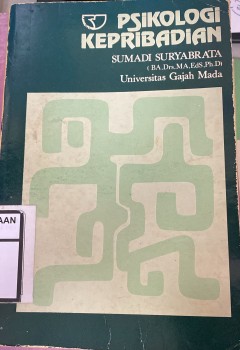 PSIKOLOGI
KEPRIBADIAN
SUMADI SURYABRATA
( BA,Drs,MA,EdS,Ph.D)
Universitas Gajah Mada
AAN